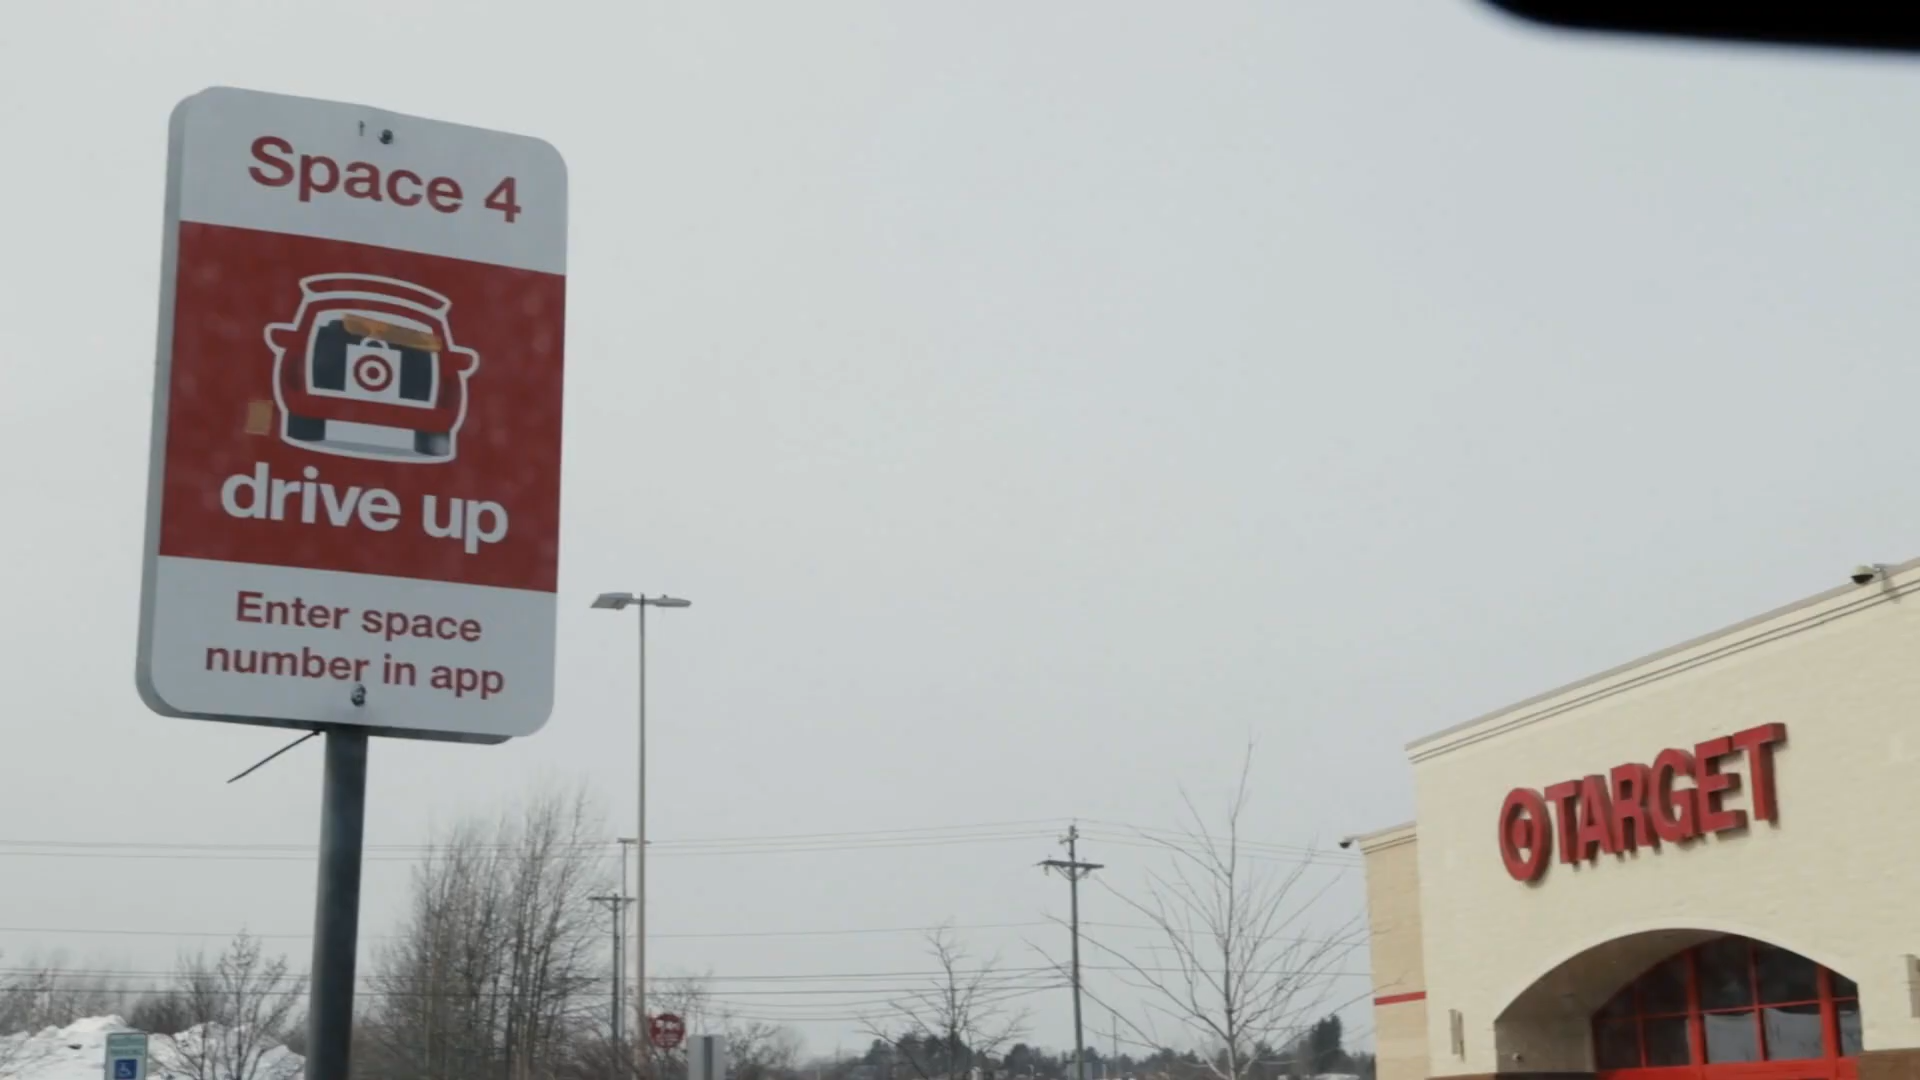 Space 4
drive up
Enter space
number in app
TARGET